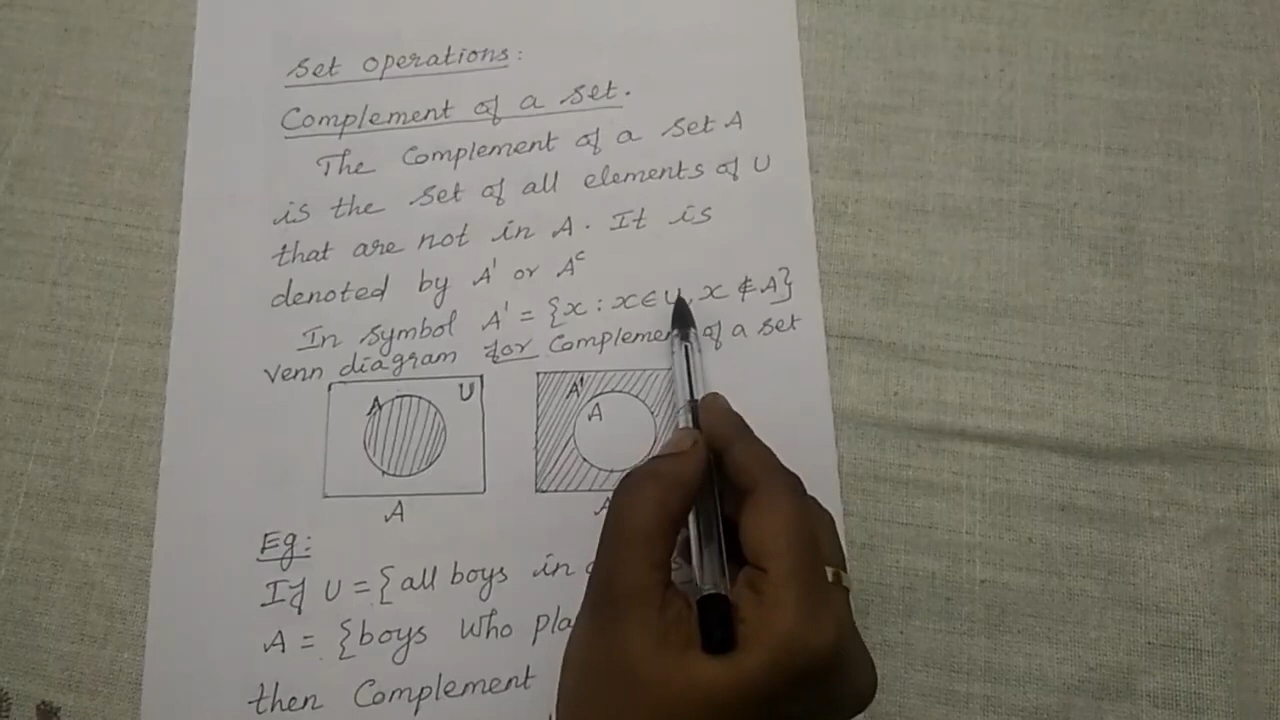 Set Operations:
Complement of a set.
The Complement of a set A
is the set of all elements of U
that are not in A. It is
denoted by A' or Aᶜ
In symbol A' = {x : x ∈ U, x ∉ A}
Venn diagram for Complement of a set
A U
A' A
A A
Eg:
If U = {all boys in
A = {boys who
then Complement